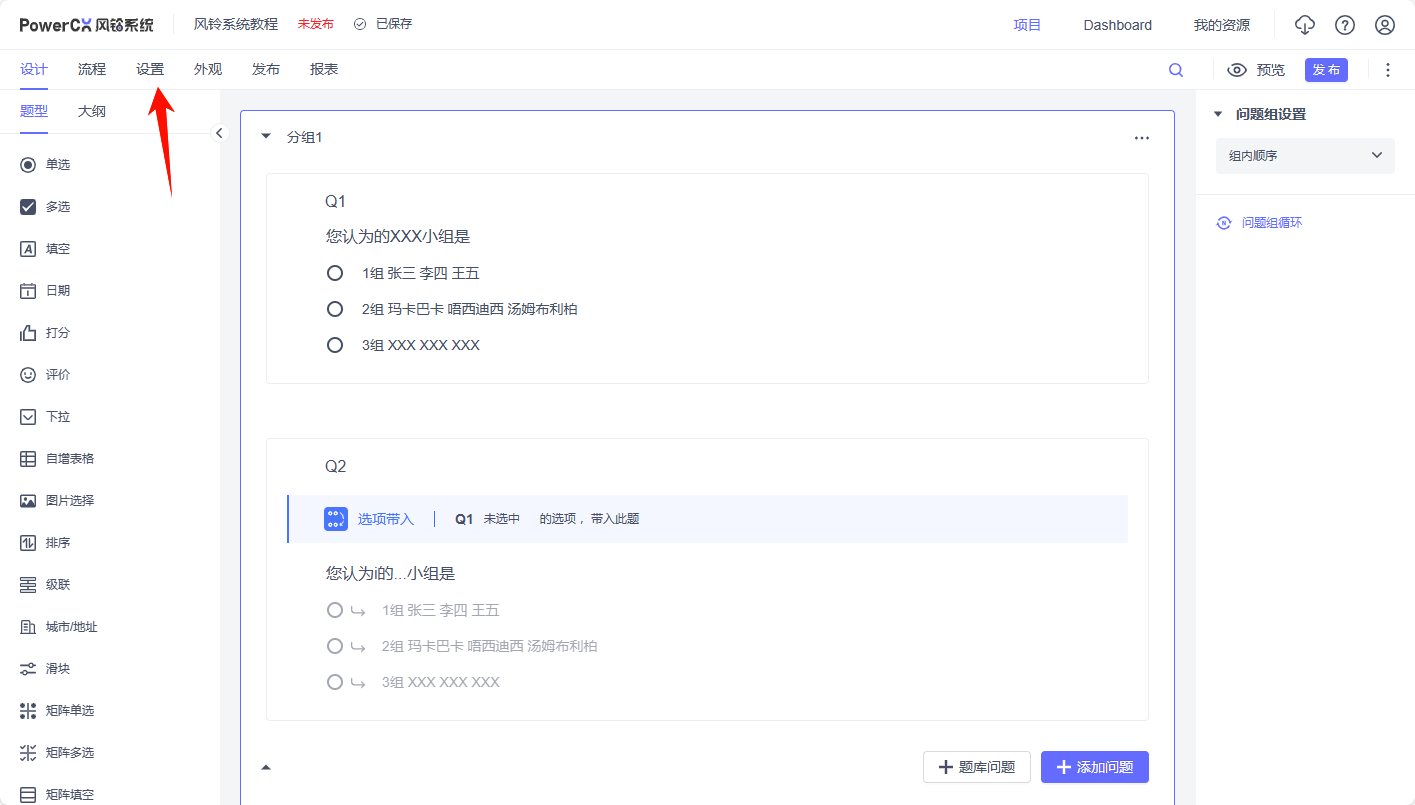 PowerCX 风铃系统 风铃系统教程 未发布 已保存 项目 Dashboard 我的资源
设计 流程 设置 外观 发布 报表 预览 发布
题型 大纲
单选
多选
填空
日期
打分
评价
下拉
自增表格
图片选择
排序
级联
城市/地址
滑块
矩阵单选
矩阵多选
矩阵填空
分组1
Q1
您认为的XXX小组是
1组 张三 李四 王五
2组 玛卡巴卡 唔西迪西 汤姆布利柏
3组 XXX XXX XXX
Q2
选项带入 Q1 未选中 的选项，带入此题
您认为i的...小组是
1组 张三 李四 王五
2组 玛卡巴卡 唔西迪西 汤姆布利柏
3组 XXX XXX XXX
题库问题 添加问题
问题组设置
组内顺序
问题组循环